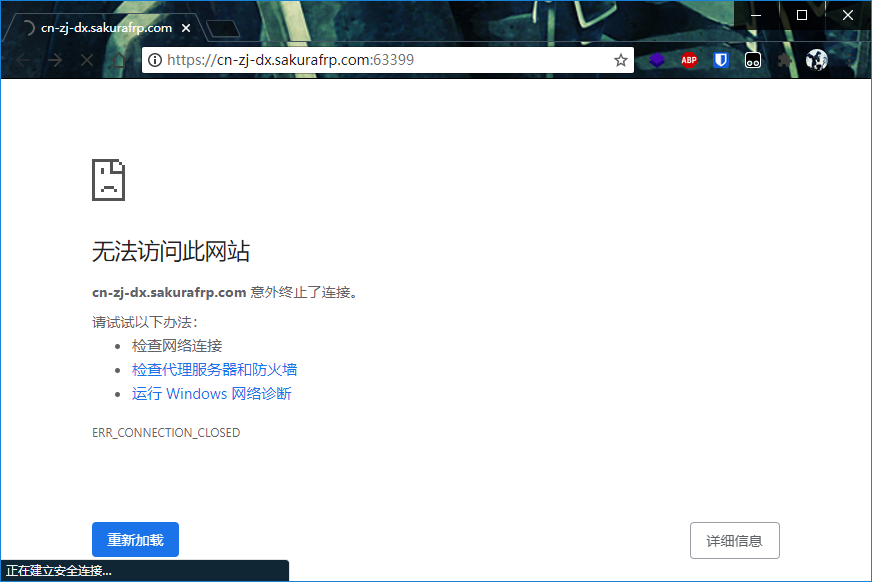 cn-zj-dx.sakurafrp.com
https://cn-zj-dx.sakurafrp.com:63399
ABP
无法访问此网站
cn-zj-dx.sakurafrp.com 意外终止了连接。
请试试以下办法：
检查网络连接
检查代理服务器和防火墙
运行 Windows 网络诊断
ERR_CONNECTION_CLOSED
重新加载
详细信息
正在建立安全连接...